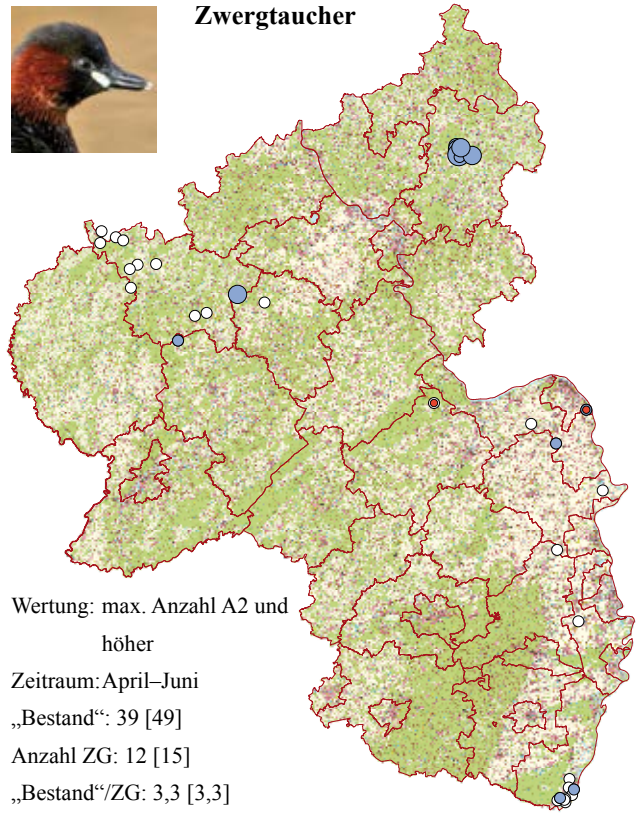 Zwergtaucher
Wertung: max. Anzahl A2 und
höher
Zeitraum:April–Juni
„Bestand“: 39 [49]
Anzahl ZG: 12 [15]
„Bestand“/ZG: 3,3 [3,3]